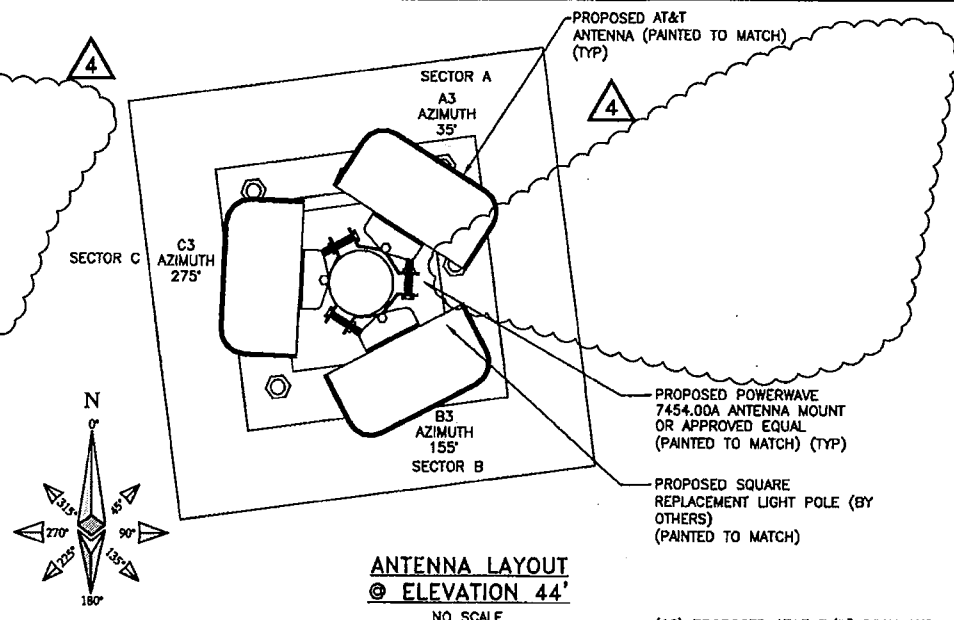 PROPOSED AT&T
ANTENNA (PAINTED TO MATCH)
(TYP)
4
4
SECTOR A
A3
AZIMUTH
35'
SECTOR C
C3
AZIMUTH
275'
B3
AZIMUTH
155'
SECTOR B
PROPOSED POWERWAVE
7454.00A ANTENNA MOUNT
OR APPROVED EQUAL
(PAINTED TO MATCH) (TYP)
PROPOSED SQUARE
REPLACEMENT LIGHT POLE (BY
OTHERS)
(PAINTED TO MATCH)
N
0°
315°
45°
270°
90°
225°
135°
180°
ANTENNA LAYOUT
@ ELEVATION 44'
NO SCALE